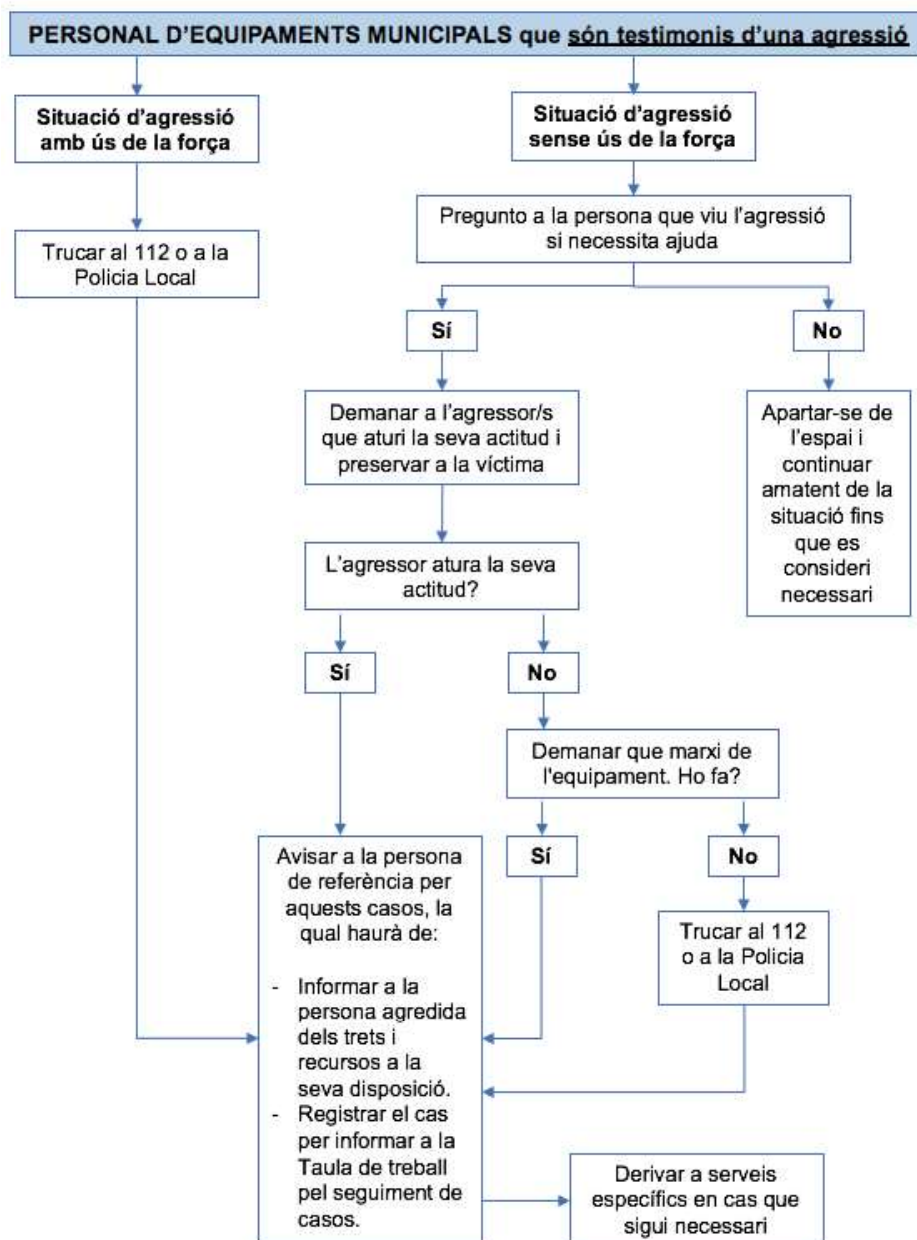 PERSONAL D'EQUIPAMENTS MUNICIPALS que són testimonis d'una agressió
Situació d'agressió
amb ús de la força
Situació d'agressió
sense ús de la força
Pregunto a la persona que viu l'agressió
si necessita ajuda
Trucar al 112 o a la
Policia Local
Sí
No
Demanar a l'agressor/s
que aturi la seva actitud i
preservar a la víctima
Apartar-se de
l'espai i
continuar
amatent de la
situació fins
que es
consideri
necessari
L'agressor atura la seva
actitud?
Sí
No
Demanar que marxi de
l'equipament. Ho fa?
Sí
No
Avisar a la persona
de referència per
aquests casos, la
qual haurà de:
- Informar a la
persona agredida
dels trets i
recursos a la
seva disposició.
- Registrar el cas
per informar a la
Taula de treball
pel seguiment de
casos.
Trucar al 112
o a la Policia
Local
Derivar a serveis
específics en cas que
sigui necessari